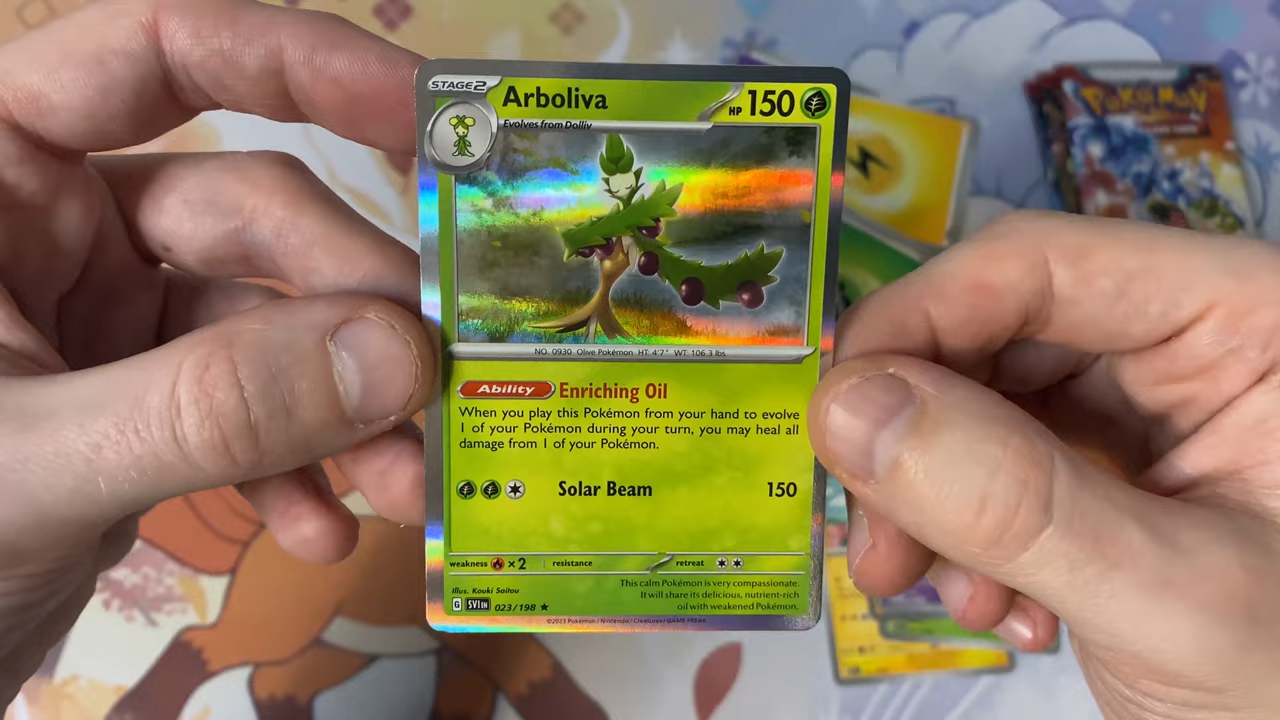 STAGE2
Arboliva
HP 150
Evolves from Dolliv
NO. 0930 Olive Pokémon HT: 4'7" WT: 106.3 lbs
Ability Enriching Oil
When you play this Pokémon from your hand to evolve
1 of your Pokémon during your turn, you may heal all
damage from 1 of your Pokémon.
Solar Beam 150
weakness ×2 resistance retreat
Illus. Kouki Saitou
This calm Pokémon is very compassionate.
It will share its delicious, nutrient-rich
oil with weakened Pokémon.
G SVI EN 023/198 ★
©2023 Pokémon / Nintendo / Creatures / GAME FREAK
POKÉMON